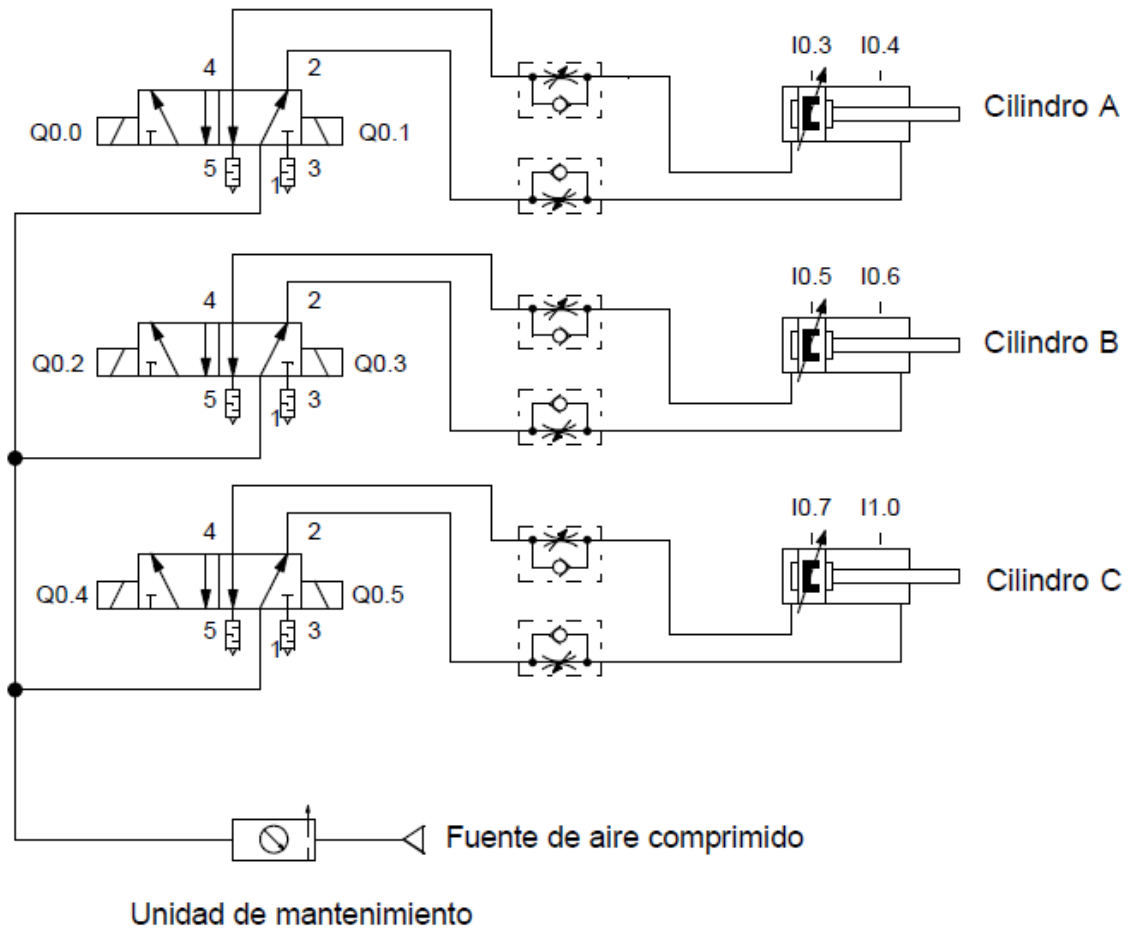 I0.3 I0.4
4 2
Cilindro A
Q0.0 Q0.1
5 1 3
I0.5 I0.6
4 2
Cilindro B
Q0.2 Q0.3
5 1 3
I0.7 I1.0
4 2
Cilindro C
Q0.4 Q0.5
5 1 3
Fuente de aire comprimido
Unidad de mantenimiento